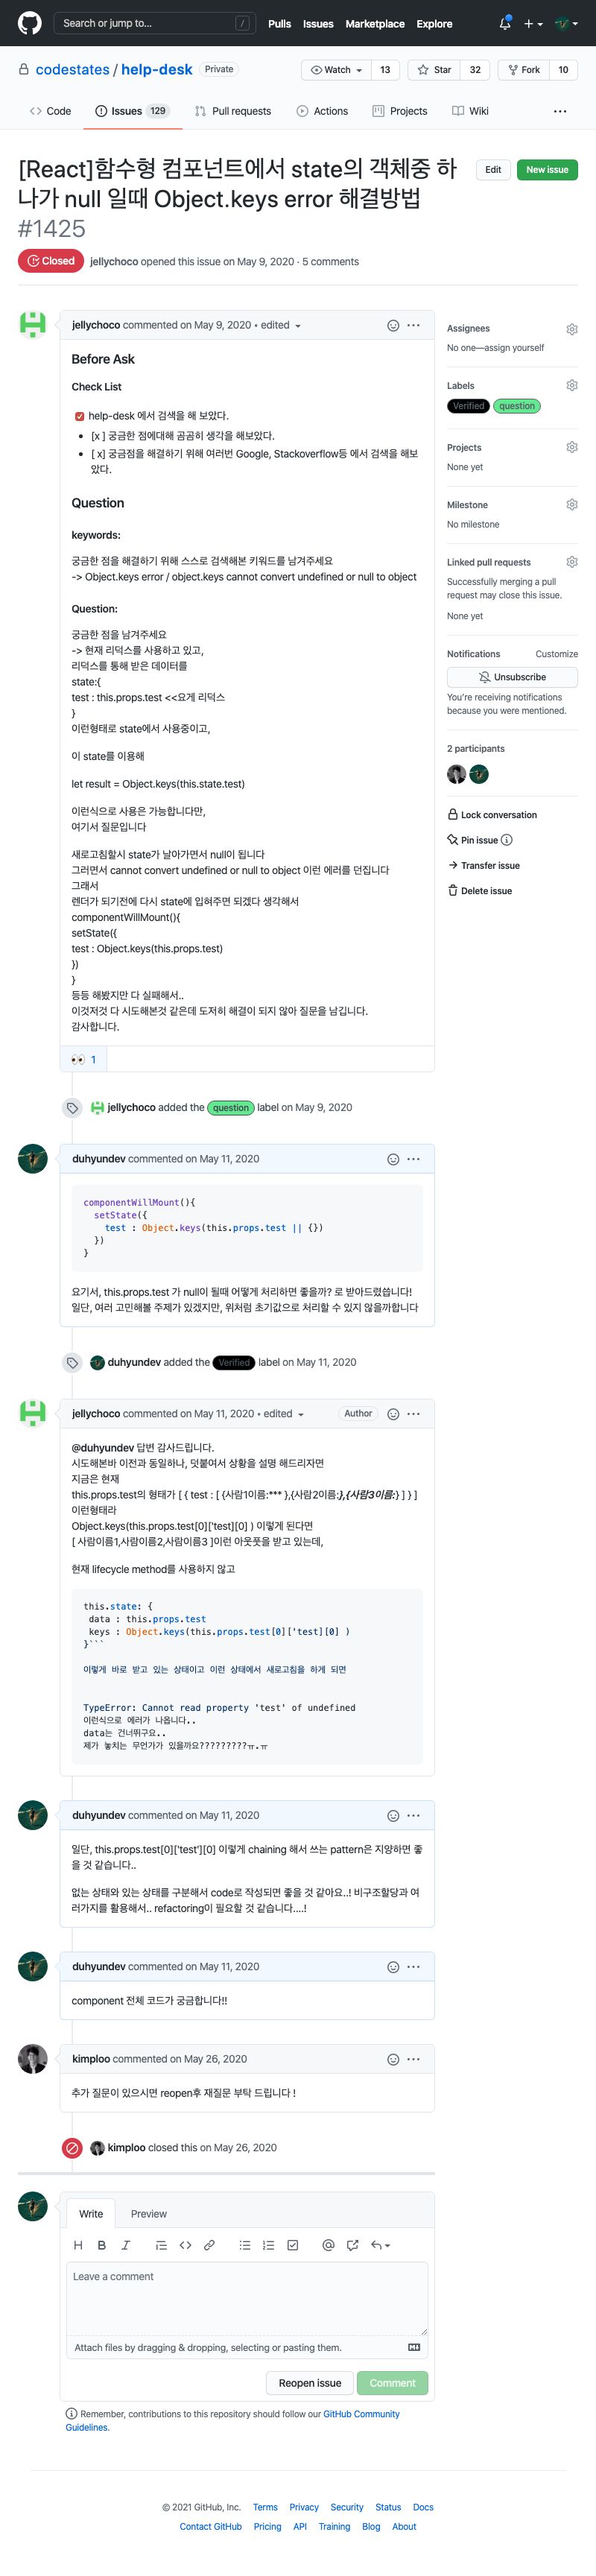 Search or jump to...
/
Pulls Issues Marketplace Explore
codestates / help-desk Private
Watch 13 Star 32 Fork 10
Code Issues 129 Pull requests Actions Projects Wiki
[React]함수형 컴포넌트에서 state의 객체중 하
나가 null 일때 Object.keys error 해결방법
#1425
Edit New issue
Closed jellychoco opened this issue on May 9, 2020 · 5 comments
jellychoco commented on May 9, 2020 • edited
Before Ask
Check List
help-desk 에서 검색을 해 보았다.
[x ] 궁금한 점에대해 곰곰히 생각을 해보았다.
[ x] 궁금점을 해결하기 위해 여러번 Google, Stackoverflow등 에서 검색을 해보
았다.
Question
keywords:
궁금한 점을 해결하기 위해 스스로 검색해본 키워드를 남겨주세요
-> Object.keys error / object.keys cannot convert undefined or null to object
Question:
궁금한 점을 남겨주세요
-> 현재 리덕스를 사용하고 있고,
리덕스를 통해 받은 데이터를
state:{
test : this.props.test <<요게 리덕스
}
이런형태로 state에서 사용중이고,
이 state를 이용해
let result = Object.keys(this.state.test)
이런식으로 사용은 가능합니다만,
여기서 질문입니다
새로고침할시 state가 날아가면서 null이 됩니다
그러면서 cannot convert undefined or null to object 이런 에러를 던집니다
그래서
렌더가 되기전에 다시 state에 입혀주면 되겠다 생각해서
componentWillMount(){
setState({
test : Object.keys(this.props.test)
})
}
등등 해봤지만 다 실패해서..
이것저것 다 시도해본것 같은데 도저히 해결이 되지 않아 질문을 남깁니다.
감사합니다.
👀 1
Assignees
No one—assign yourself
Labels
Verified question
Projects
None yet
Milestone
No milestone
Linked pull requests
Successfully merging a pull
request may close this issue.
None yet
Notifications Customize
Unsubscribe
You're receiving notifications
because you were mentioned.
2 participants
Lock conversation
Pin issue
Transfer issue
Delete issue
jellychoco added the question label on May 9, 2020
duhyundev commented on May 11, 2020
componentWillMount(){
setState({
test : Object.keys(this.props.test || {})
})
}
요기서, this.props.test 가 null이 될때 어떻게 처리하면 좋을까? 로 받아드렸씁니다!
일단, 여러 고민해볼 주제가 있겠지만, 위처럼 초기값으로 처리할 수 있지 않을까합니다
duhyundev added the Verified label on May 11, 2020
jellychoco commented on May 11, 2020 • edited Author
@duhyundev 답변 감사드립니다.
시도해본바 이전과 동일하나, 덧붙여서 상황을 설명 해드리자면
지금은 현재
this.props.test의 형태가 [ { test : [ {사람1이름:*** },{사람2이름:},{사람3이름:} ] } ]
이런형태라
Object.keys(this.props.test[0]['test][0] ) 이렇게 된다면
[ 사람이름1,사람이름2,사람이름3 ]이런 아웃풋을 받고 있는데,
현재 lifecycle method를 사용하지 않고
this.state: {
data : this.props.test
keys : Object.keys(this.props.test[0]['test][0] )
}```
이렇게 바로 받고 있는 상태이고 이런 상태에서 새로고침을 하게 되면
TypeError: Cannot read property 'test' of undefined
이런식으로 에러가 나옵니다..
data는 건너뛰구요..
제가 놓치는 무언가가 있을까요?????????ㅠ.ㅠ
duhyundev commented on May 11, 2020
일단, this.props.test[0]['test'][0] 이렇게 chaining 해서 쓰는 pattern은 지양하면 좋
을 것 같습니다..
없는 상태와 있는 상태를 구분해서 code로 작성되면 좋을 것 같아요..! 비구조할당과 여
러가지를 활용해서.. refactoring이 필요할 것 같습니다....!
duhyundev commented on May 11, 2020
component 전체 코드가 궁금합니다!!
kimploo commented on May 26, 2020
추가 질문이 있으시면 reopen후 재질문 부탁 드립니다 !
kimploo closed this on May 26, 2020
Write Preview
Leave a comment
Attach files by dragging & dropping, selecting or pasting them.
Reopen issue Comment
Remember, contributions to this repository should follow our GitHub Community
Guidelines.
© 2021 GitHub, Inc. Terms Privacy Security Status Docs
Contact GitHub Pricing API Training Blog About